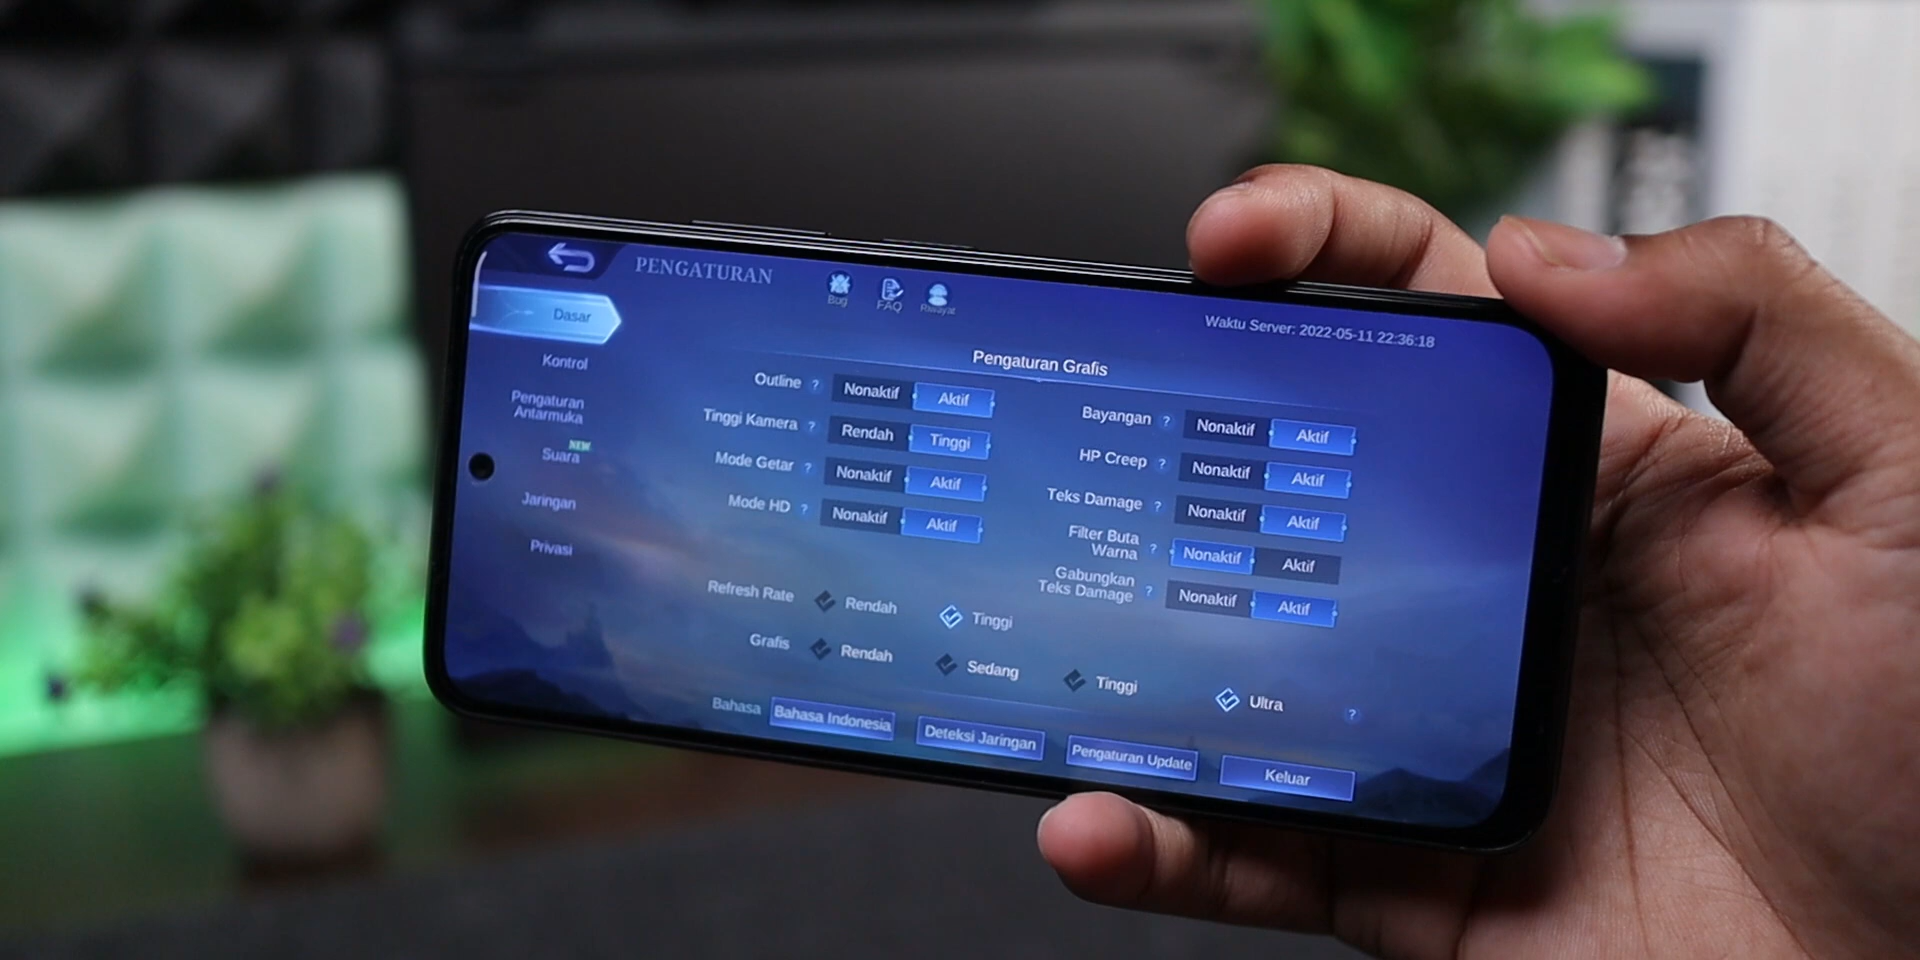 PENGATURAN
Bug
FAQ
Riwayat
Waktu Server: 2022-05-11 22:36:18
Dasar
Kontrol
Pengaturan
Antarmuka
NEW
Suara
Jaringan
Privasi
Pengaturan Grafis
Outline ? Nonaktif Aktif
Tinggi Kamera ? Rendah Tinggi
Mode Getar ? Nonaktif Aktif
Mode HD ? Nonaktif Aktif
Bayangan ? Nonaktif Aktif
HP Creep ? Nonaktif Aktif
Teks Damage ? Nonaktif Aktif
Filter Buta
Warna ? Nonaktif Aktif
Gabungkan
Teks Damage ? Nonaktif Aktif
Refresh Rate Rendah Tinggi
Grafis Rendah Sedang Tinggi Ultra ?
Bahasa Bahasa Indonesia Deteksi Jaringan Pengaturan Update Keluar